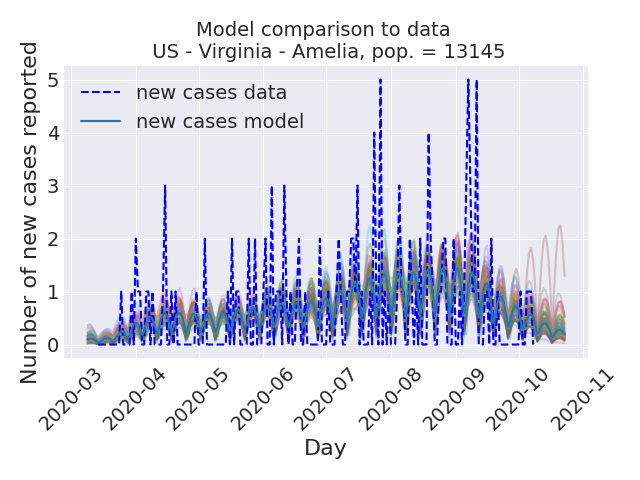 Model comparison to data
US - Virginia - Amelia, pop. = 13145
Number of new cases reported
5
4
3
2
1
0
new cases data
new cases model
2020-03
2020-04
2020-05
2020-06
2020-07
2020-08
2020-09
2020-10
2020-11
Day